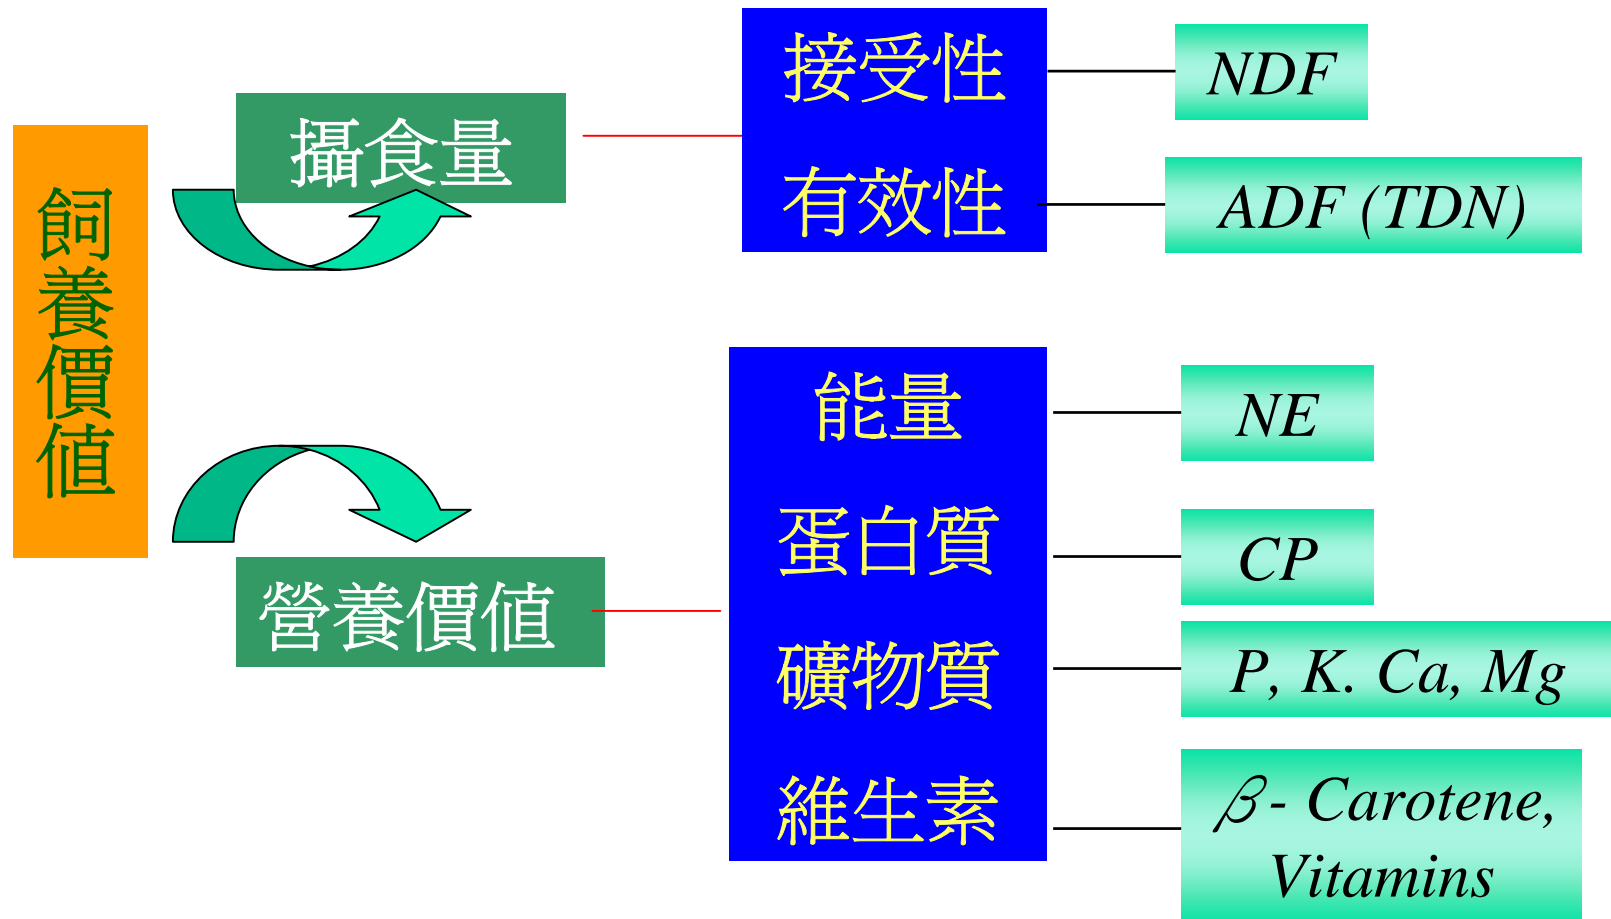 飼養價值
攝食量
接受性
NDF
有效性
ADF (TDN)
營養價值
能量
NE
蛋白質
CP
礦物質
P, K. Ca, Mg
維生素
β- Carotene,
Vitamins